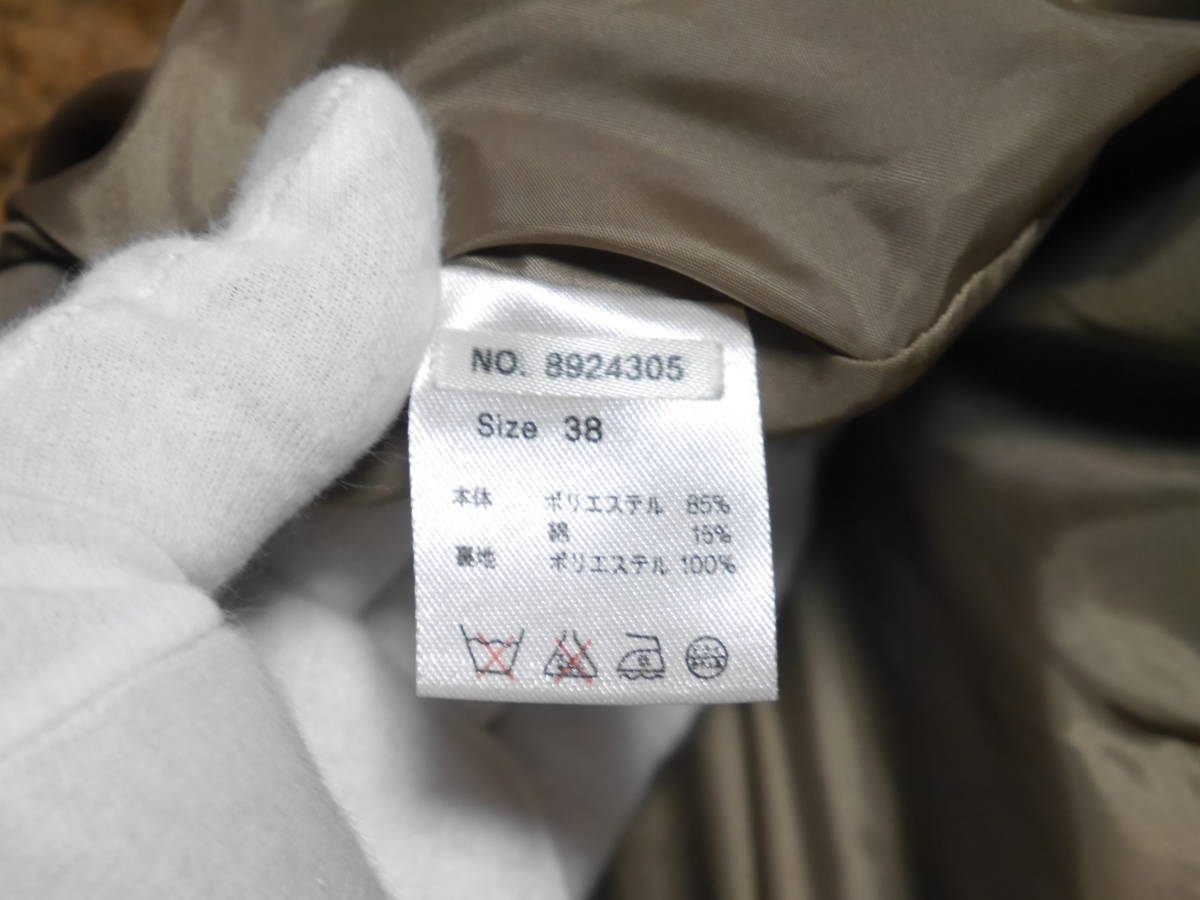 NO. 8924305
Size 38
本体 ポリエステル 85%
綿 15%
裏地 ポリエステル 100%